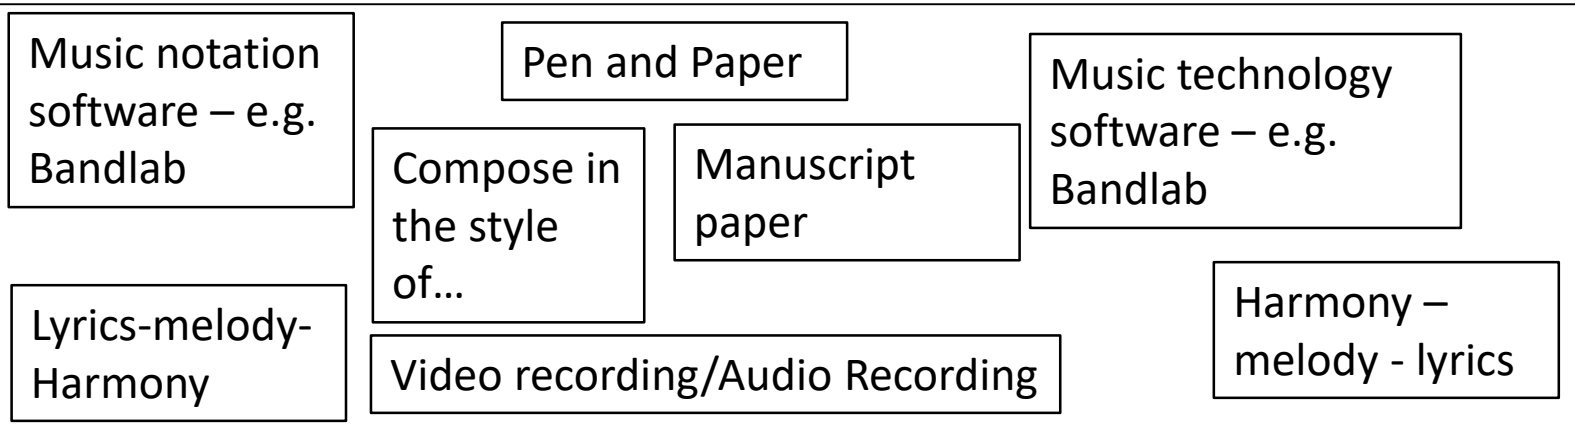 Music notation
software – e.g.
Bandlab
Pen and Paper
Music technology
software – e.g.
Bandlab
Compose in
the style
of…
Manuscript
paper
Lyrics-melody-
Harmony
Video recording/Audio Recording
Harmony –
melody - lyrics